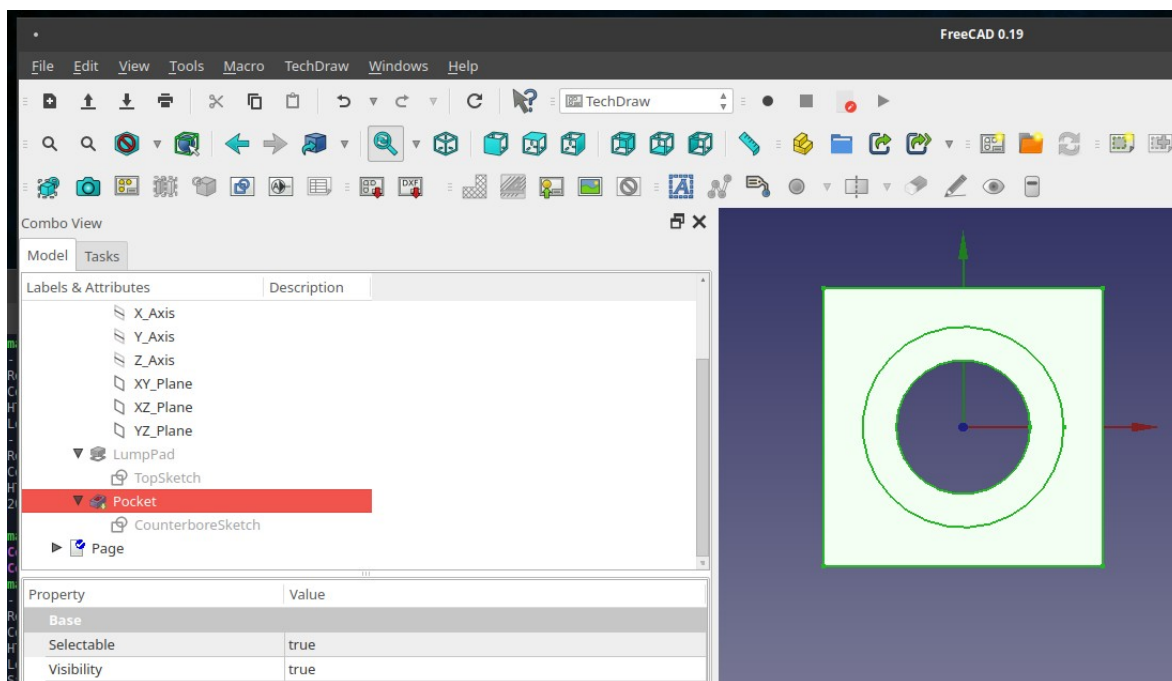 FreeCAD 0.19
File Edit View Tools Macro TechDraw Windows Help
TechDraw
DXF
A
Combo View
Model Tasks
Labels & Attributes Description
X_Axis
Y_Axis
Z_Axis
XY_Plane
XZ_Plane
YZ_Plane
LumpPad
TopSketch
Pocket
CounterboreSketch
Page
Property Value
Base
Selectable true
Visibility true